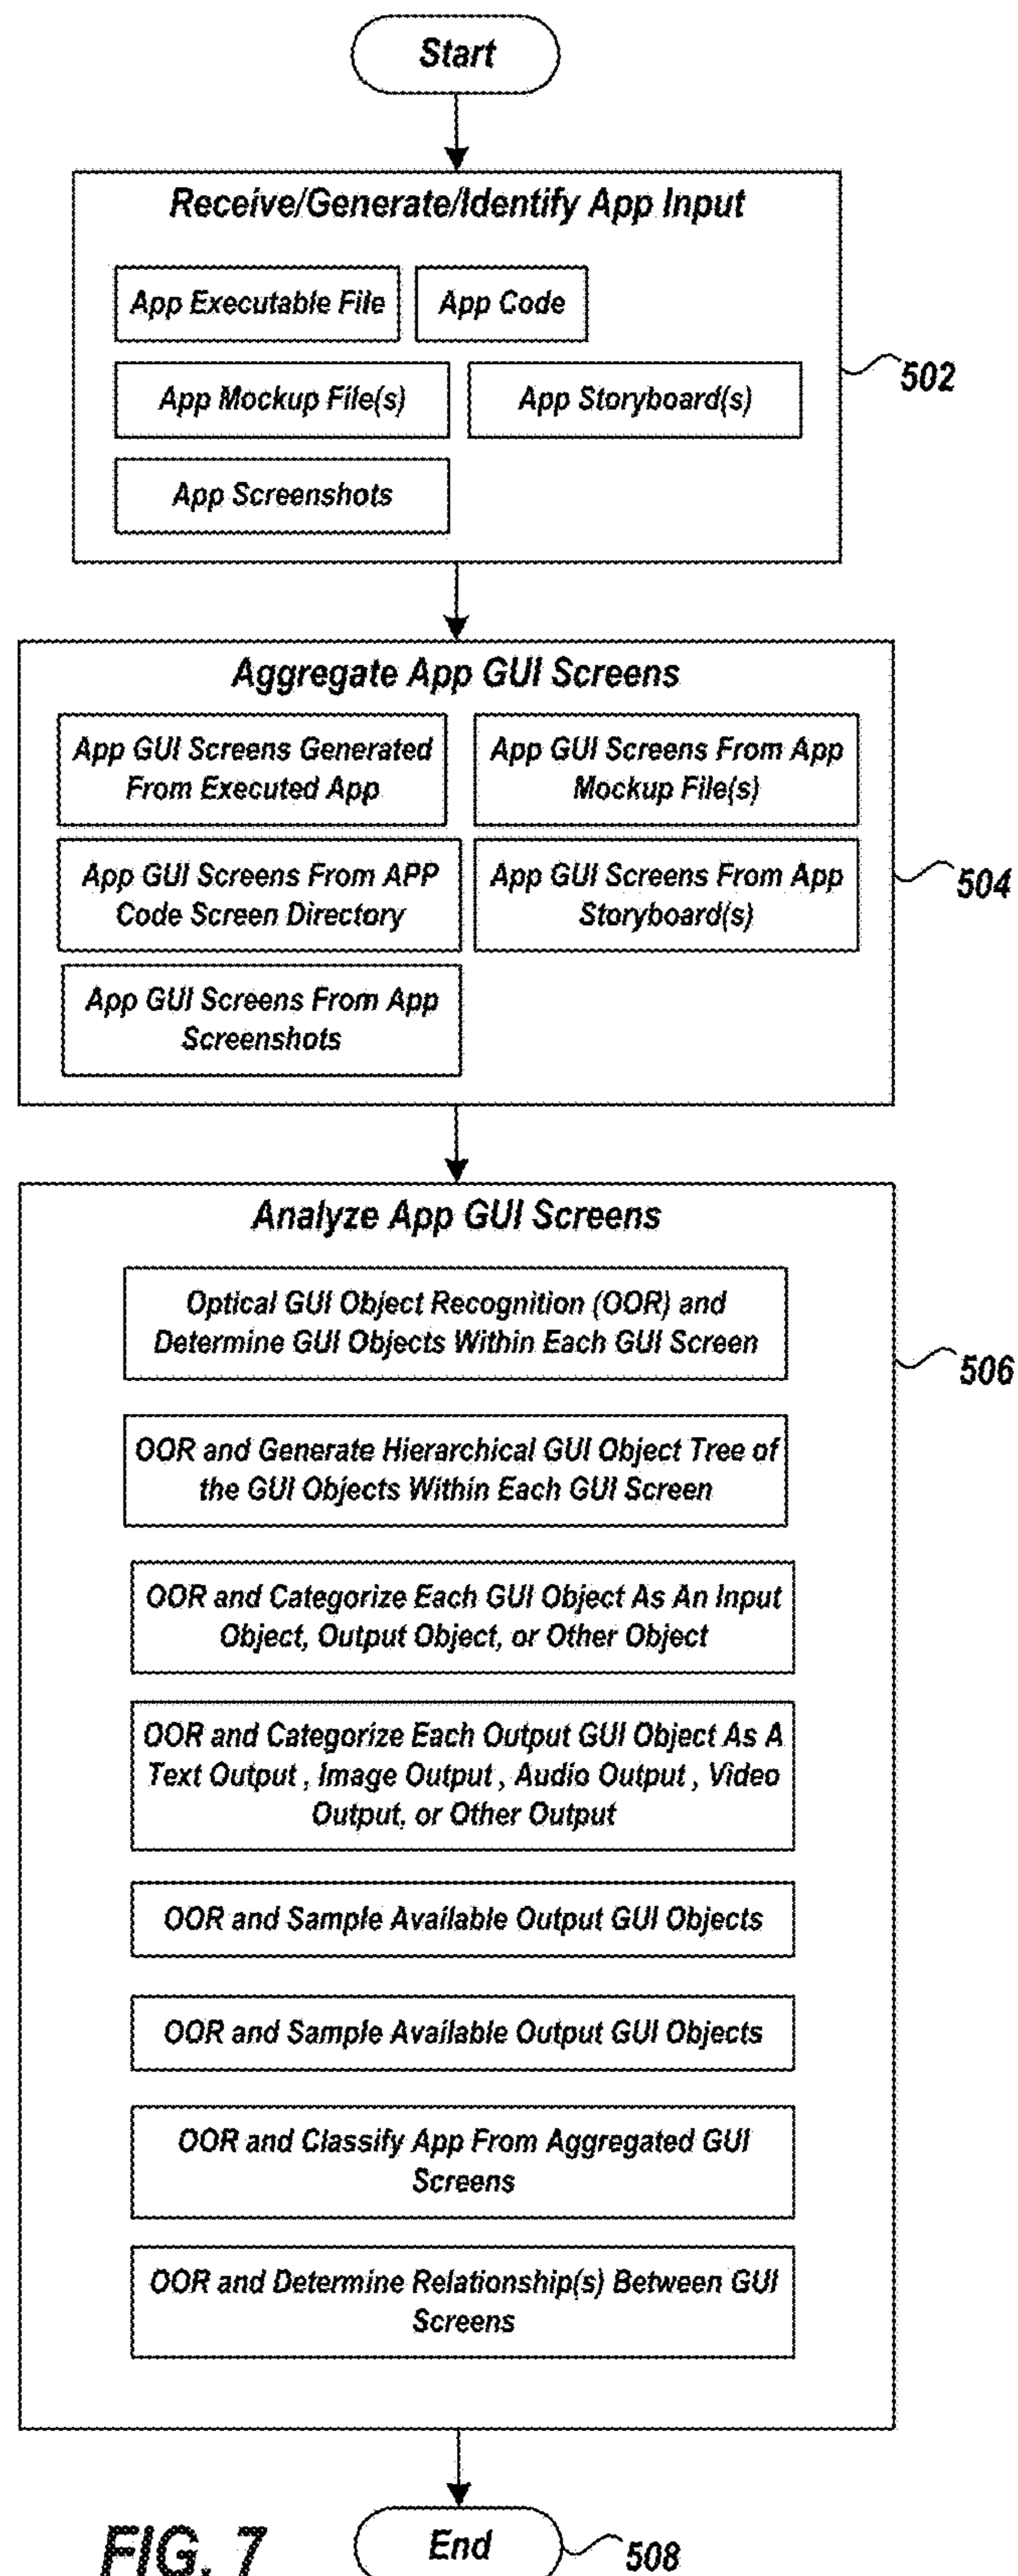 Start
Receive/Generate/Identify App Input
App Executable File
App Code
App Mockup File(s)
App Storyboard(s)
502
App Screenshots
Aggregate App GUI Screens
App GUI Screens Generated
From Executed App
App GUI Screens From App
Mockup File(s)
App GUI Screens From APP
Code Screen Directory
App GUI Screens From App
Storyboard(s)
504
App GUI Screens From App
Screenshots
Analyze App GUI Screens
Optical GUI Object Recognition (OOR) and
Determine GUI Objects Within Each GUI Screen
506
OOR and Generate Hierarchical GUI Object Tree of
the GUI Objects Within Each GUI Screen
OOR and Categorize Each GUI Object As An Input
Object, Output Object, or Other Object
OOR and Categorize Each Output GUI Object As A
Text Output , Image Output , Audio Output , Video
Output, or Other Output
OOR and Sample Available Output GUI Objects
OOR and Sample Available Output GUI Objects
OOR and Classify App From Aggregated GUI
Screens
OOR and Determine Relationship(s) Between GUI
Screens
FIG. 7
End
508